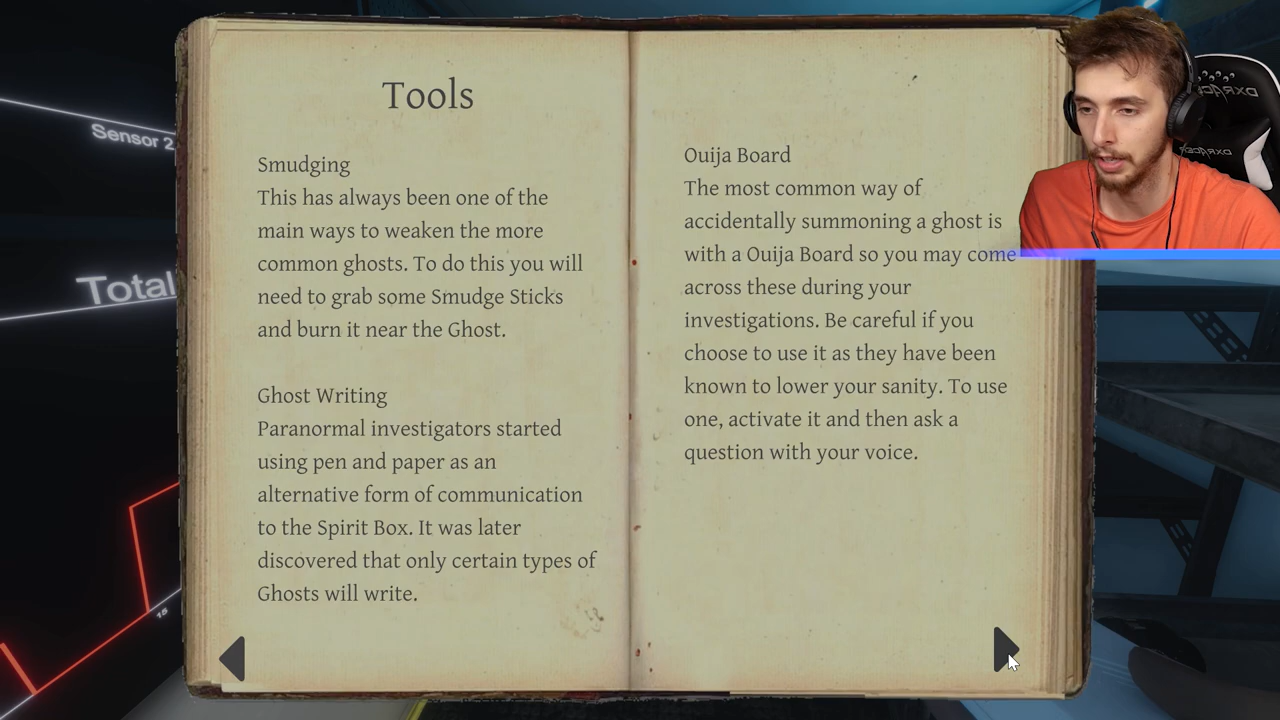 Sensor 2
Total
15
Tools
Smudging
This has always been one of the
main ways to weaken the more
common ghosts. To do this you will
need to grab some Smudge Sticks
and burn it near the Ghost.
Ghost Writing
Paranormal investigators started
using pen and paper as an
alternative form of communication
to the Spirit Box. It was later
discovered that only certain types of
Ghosts will write.
Ouija Board
The most common way of
accidentally summoning a ghost is
with a Ouija Board so you may come
across these during your
investigations. Be careful if you
choose to use it as they have been
known to lower your sanity. To use
one, activate it and then ask a
question with your voice.
DXRACER
DXRACER